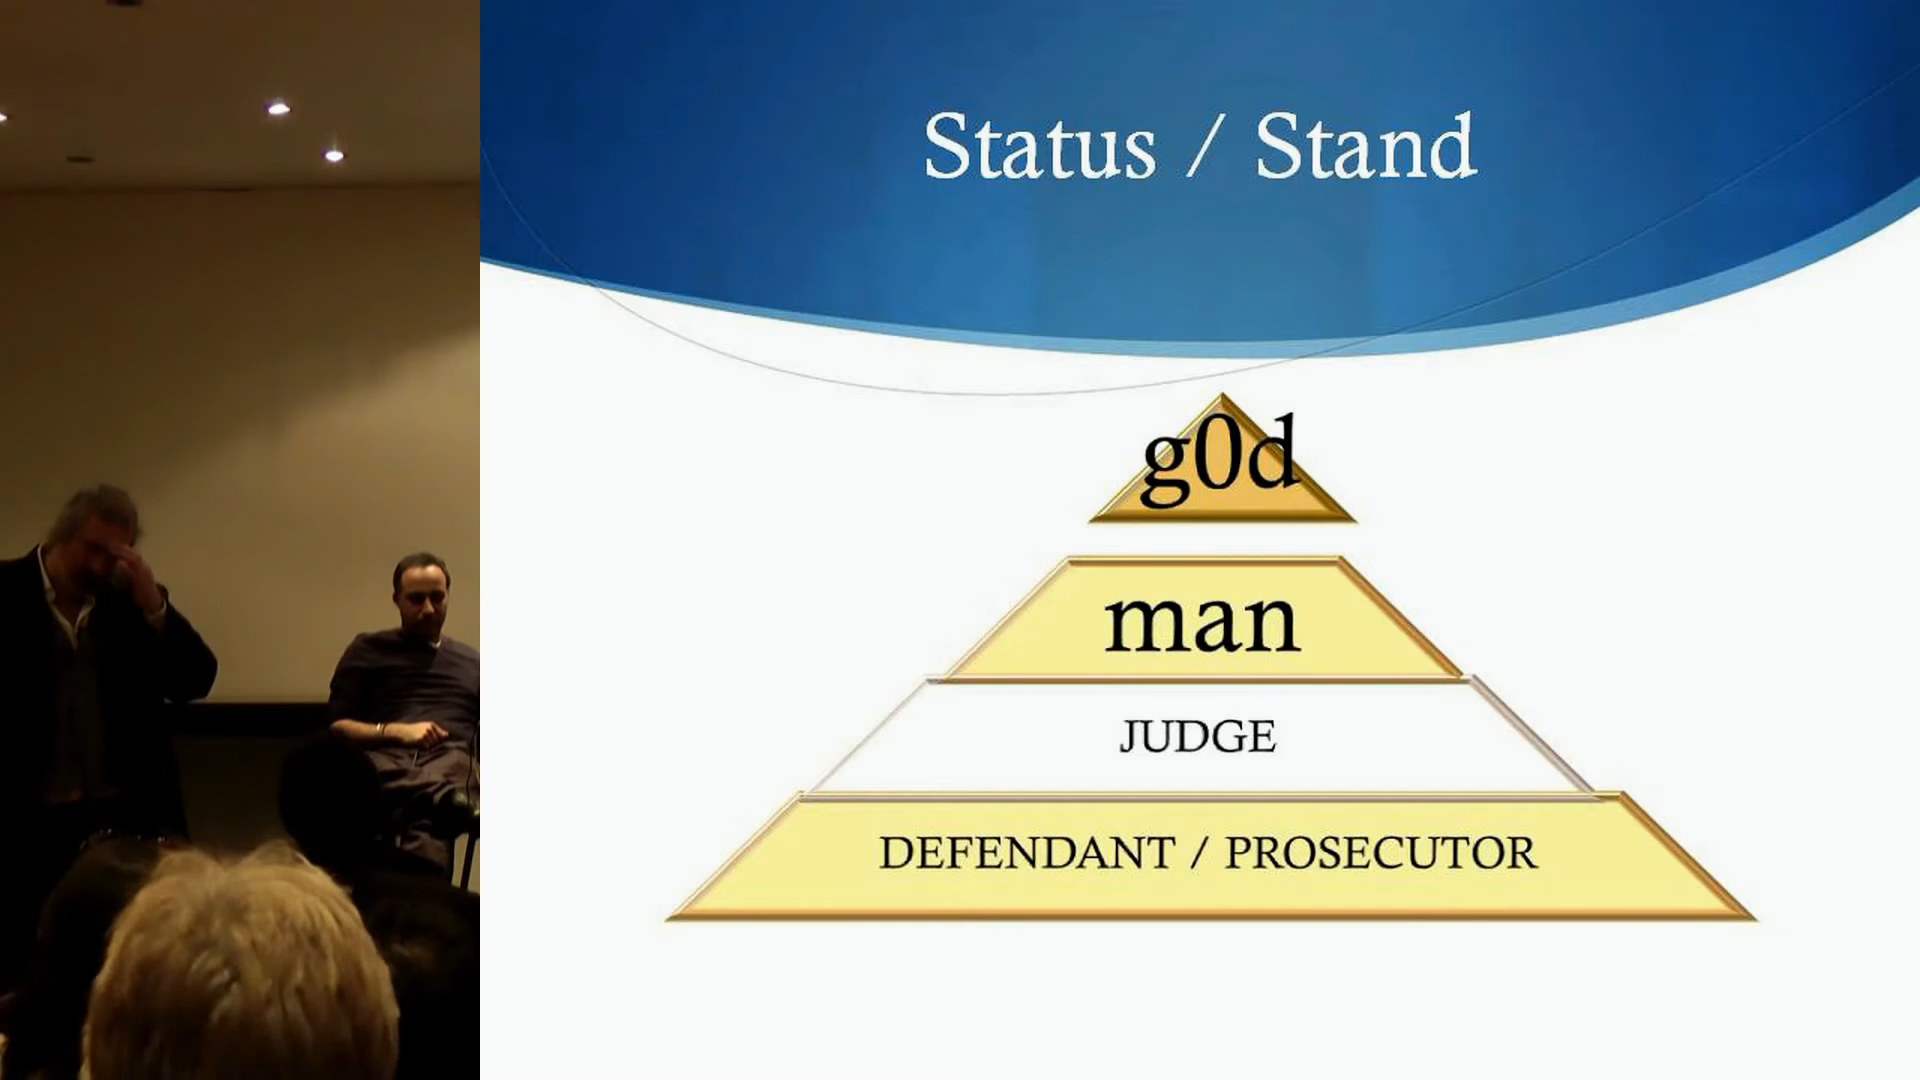 Status / Stand
g0d
man
JUDGE
DEFENDANT / PROSECUTOR